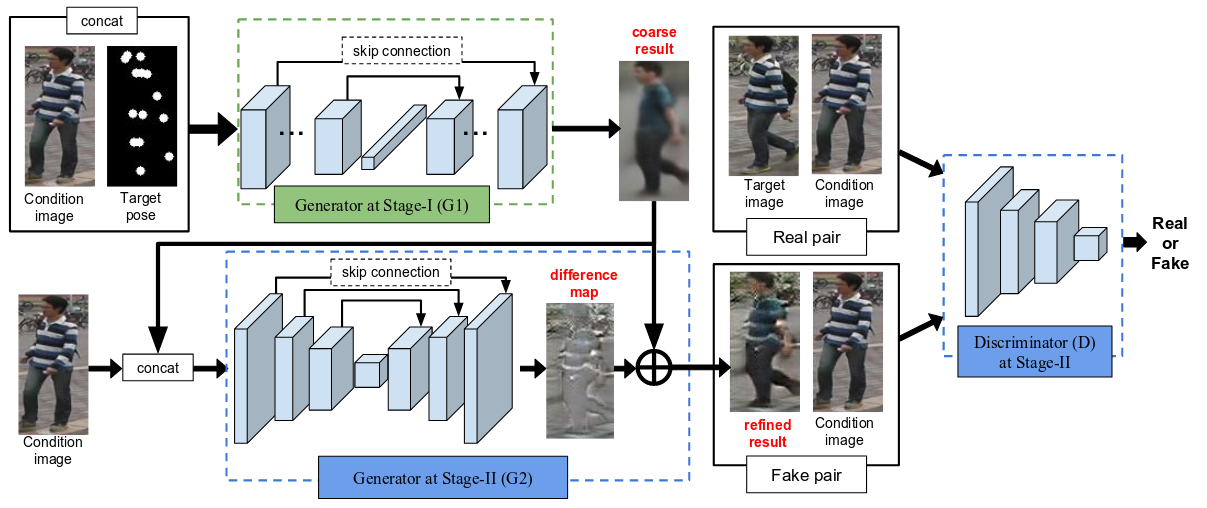 concat
Condition
image
Target
pose
skip connection
Generator at Stage-I (G1)
coarse
result
Target
image
Condition
image
Real pair
Condition
image
concat
skip connection
Generator at Stage-II (G2)
difference
map
refined
result
Condition
image
Fake pair
Discriminator (D)
at Stage-II
Real
or
Fake